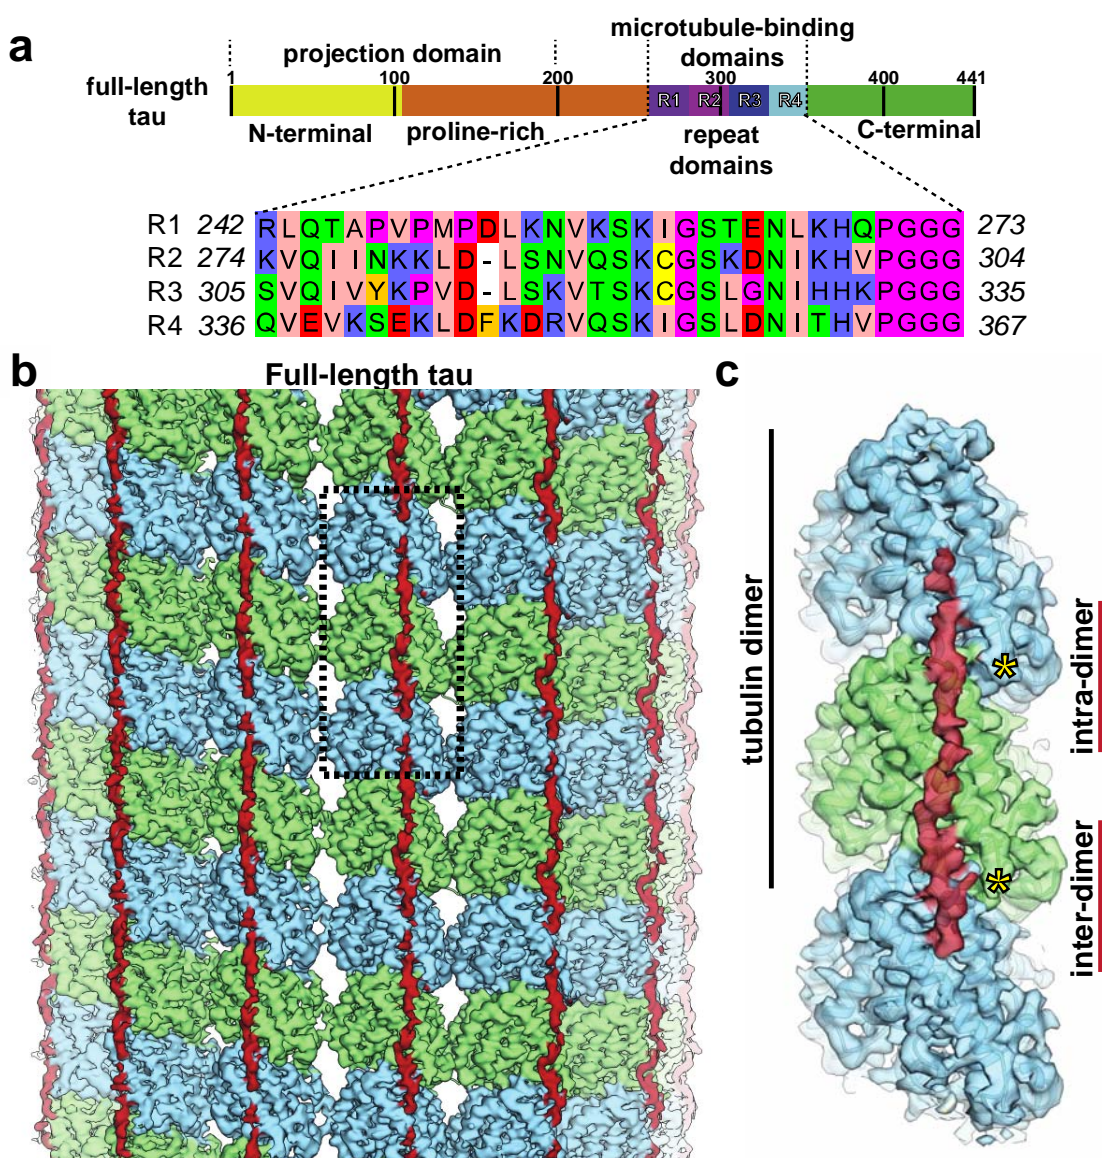 a
projection domain
microtubule-binding
domains
full-length
tau
1 100 200 300 400 441
R1 R2 R3 R4
N-terminal proline-rich repeat domains C-terminal
R1 242 RLQTAPVPMPDLKNVKSKIGSTENLKHQPGGG 273
R2 274 KVQIINKKLD-LSNVQSKCGSKDNIKHVPGGG 304
R3 305 SVQIVYKPVD-LSKVTSKCGSLGNIHHKPGGG 335
R4 336 QVEVKSEKLDFKDRVQSKIGSLDNITHVPGGG 367
b Full-length tau
c
tubulin dimer
*
intra-dimer
*
inter-dimer